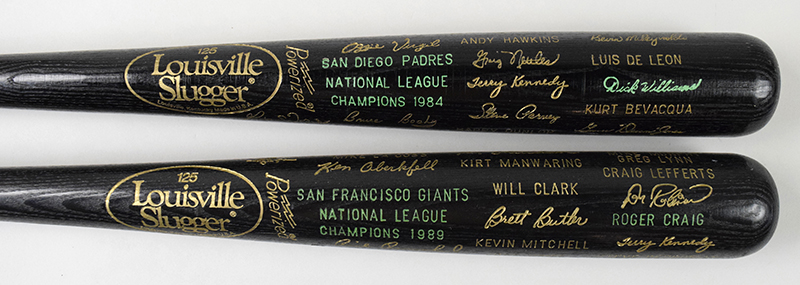 125
Louisville
Slugger
Powerized
Ozzie Virgil
SAN DIEGO PADRES
NATIONAL LEAGUE
CHAMPIONS 1984
Bruce Bochy
ANDY HAWKINS
Graig Nettles
Terry Kennedy
Steve Garvey
Kevin
LUIS DE LEON
Dick Williams
KURT BEVACQUA
125
Louisville
Slugger
Powerized
Ken Oberkfell
SAN FRANCISCO GIANTS
NATIONAL LEAGUE
CHAMPIONS 1989
KIRT MANWARING
WILL CLARK
Brett Butler
KEVIN MITCHELL
GREG LYNN
CRAIG LEFFERTS
ROGER CRAIG
Terry Kennedy